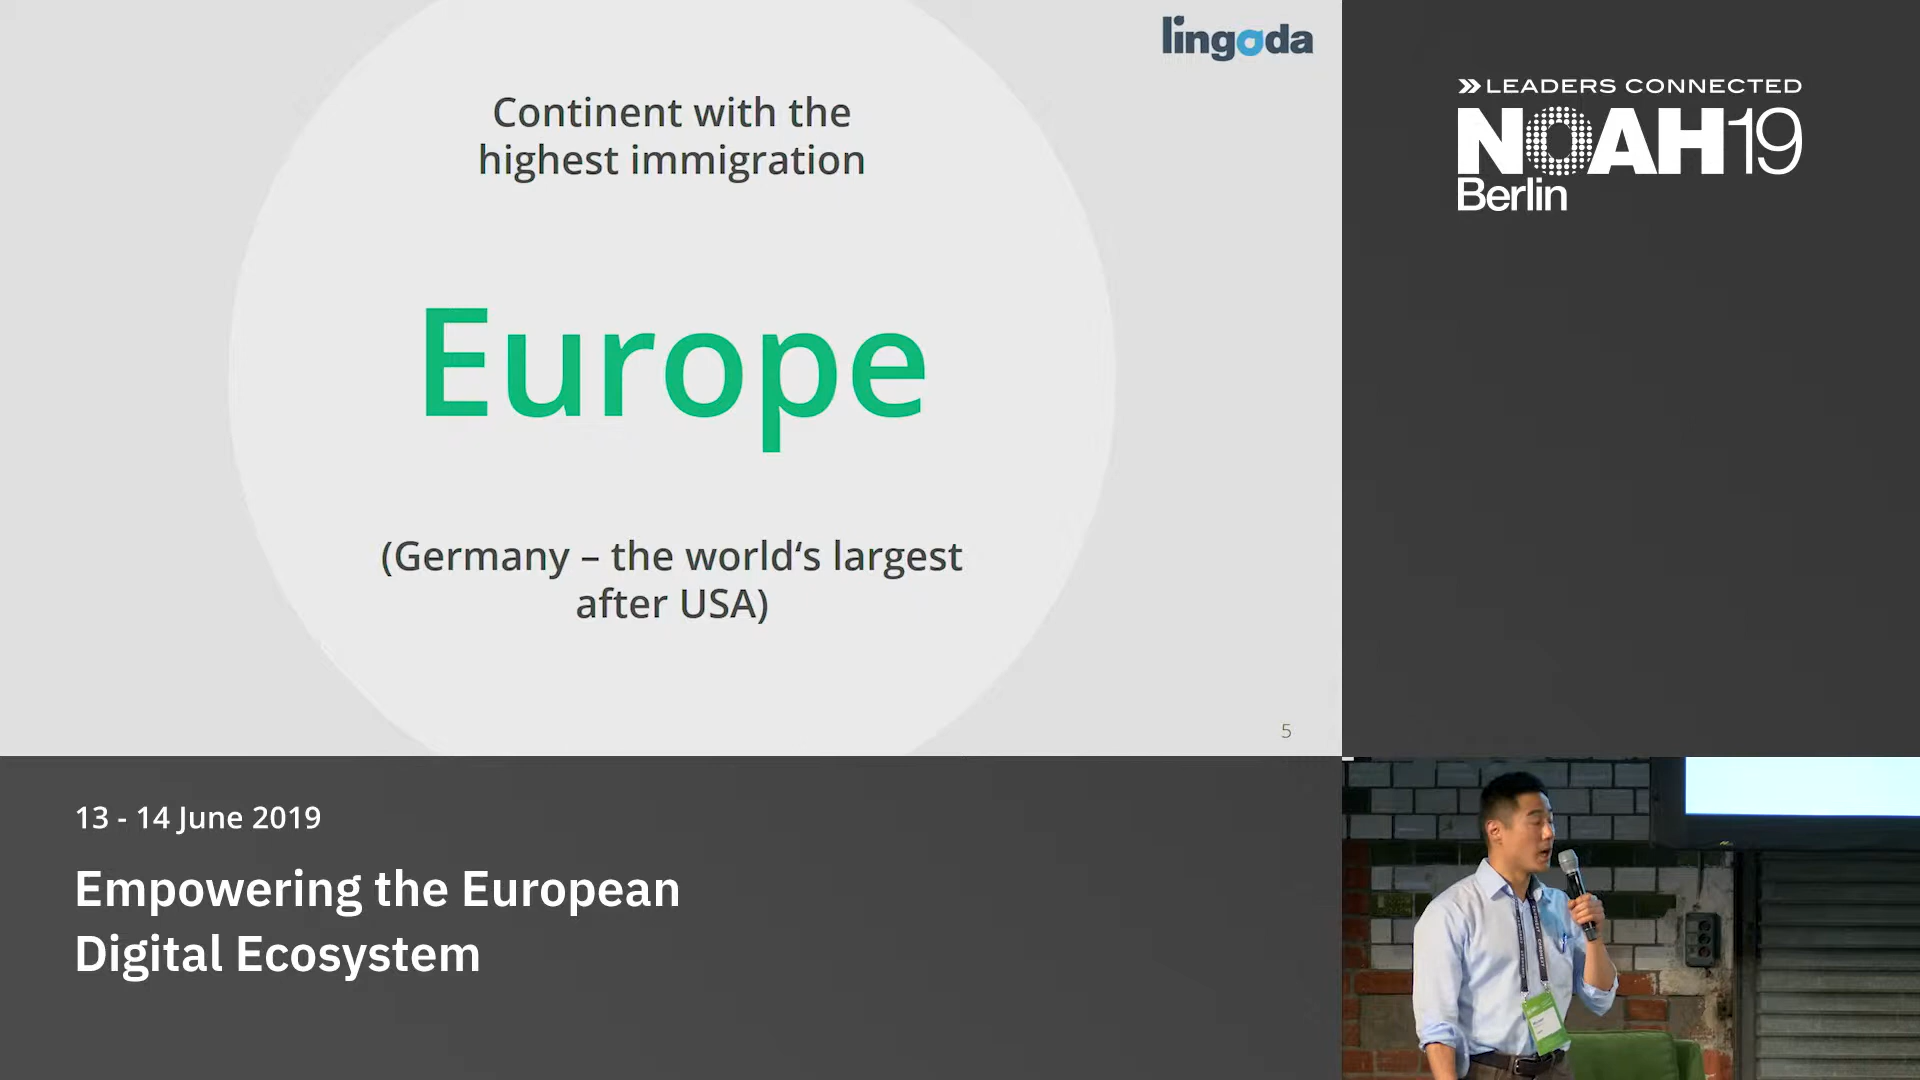 lingoda
Continent with the
highest immigration
Europe
(Germany – the world‘s largest
after USA)
5
LEADERS CONNECTED
NOAH19
Berlin
13 - 14 June 2019
Empowering the European
Digital Ecosystem